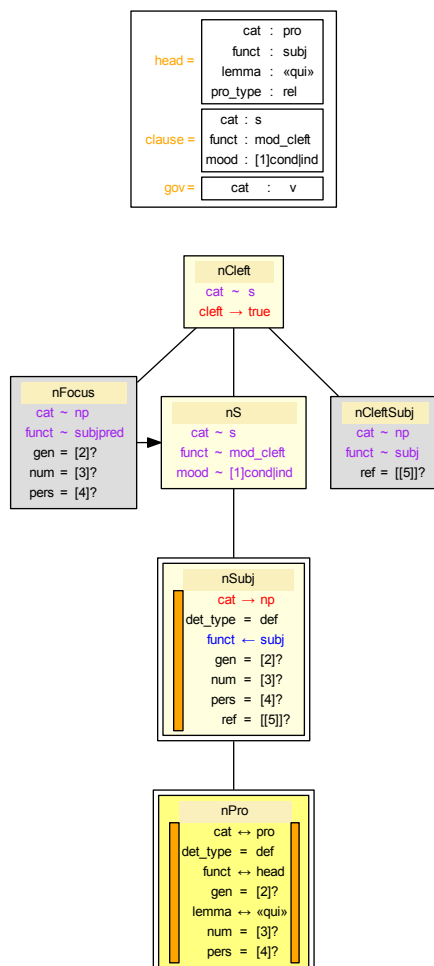 head =
cat : pro
funct : subj
lemma : «qui»
pro_type : rel
clause =
cat : s
funct : mod_cleft
mood : [1]cond|ind
gov =
cat : v
nCleft
cat ~ s
cleft → true
nFocus
cat ~ np
funct ~ subjpred
gen = [2]?
num = [3]?
pers = [4]?
nS
cat ~ s
funct ~ mod_cleft
mood ~ [1]cond|ind
nCleftSubj
cat ~ np
funct ~ subj
ref = [[5]]?
nSubj
cat → np
det_type = def
funct ← subj
gen = [2]?
num = [3]?
pers = [4]?
ref = [[5]]?
nPro
cat ↔ pro
det_type = def
funct ↔ head
gen = [2]?
lemma ↔ «qui»
num = [3]?
pers = [4]?